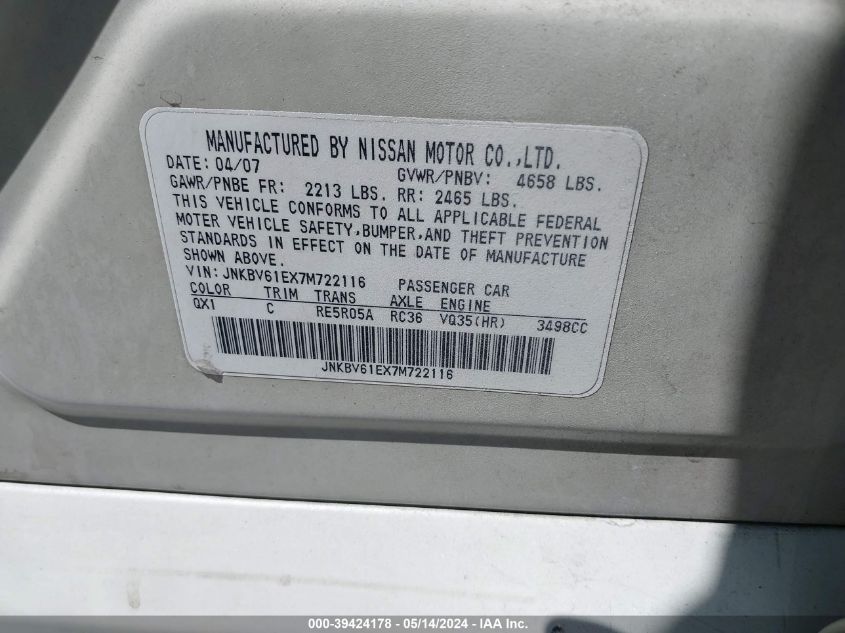 MANUFACTURED BY NISSAN MOTOR CO.,LTD.
DATE: 04/07 GVWR/PNBV: 4658 LBS.
GAWR/PNBE FR: 2213 LBS. RR: 2465 LBS.
THIS VEHICLE CONFORMS TO ALL APPLICABLE FEDERAL
MOTER VEHICLE SAFETY,BUMPER,AND THEFT PREVENTION
STANDARDS IN EFFECT ON THE DATE OF MANUFACTURE
SHOWN ABOVE.
VIN: JNKBV61EX7M722116 PASSENGER CAR
COLOR TRIM TRANS AXLE ENGINE
QX1 C RE5R05A RC36 VQ35(HR) 3498CC
JNKBV61EX7M722116
000-39424178 - 05/14/2024 - IAA Inc.